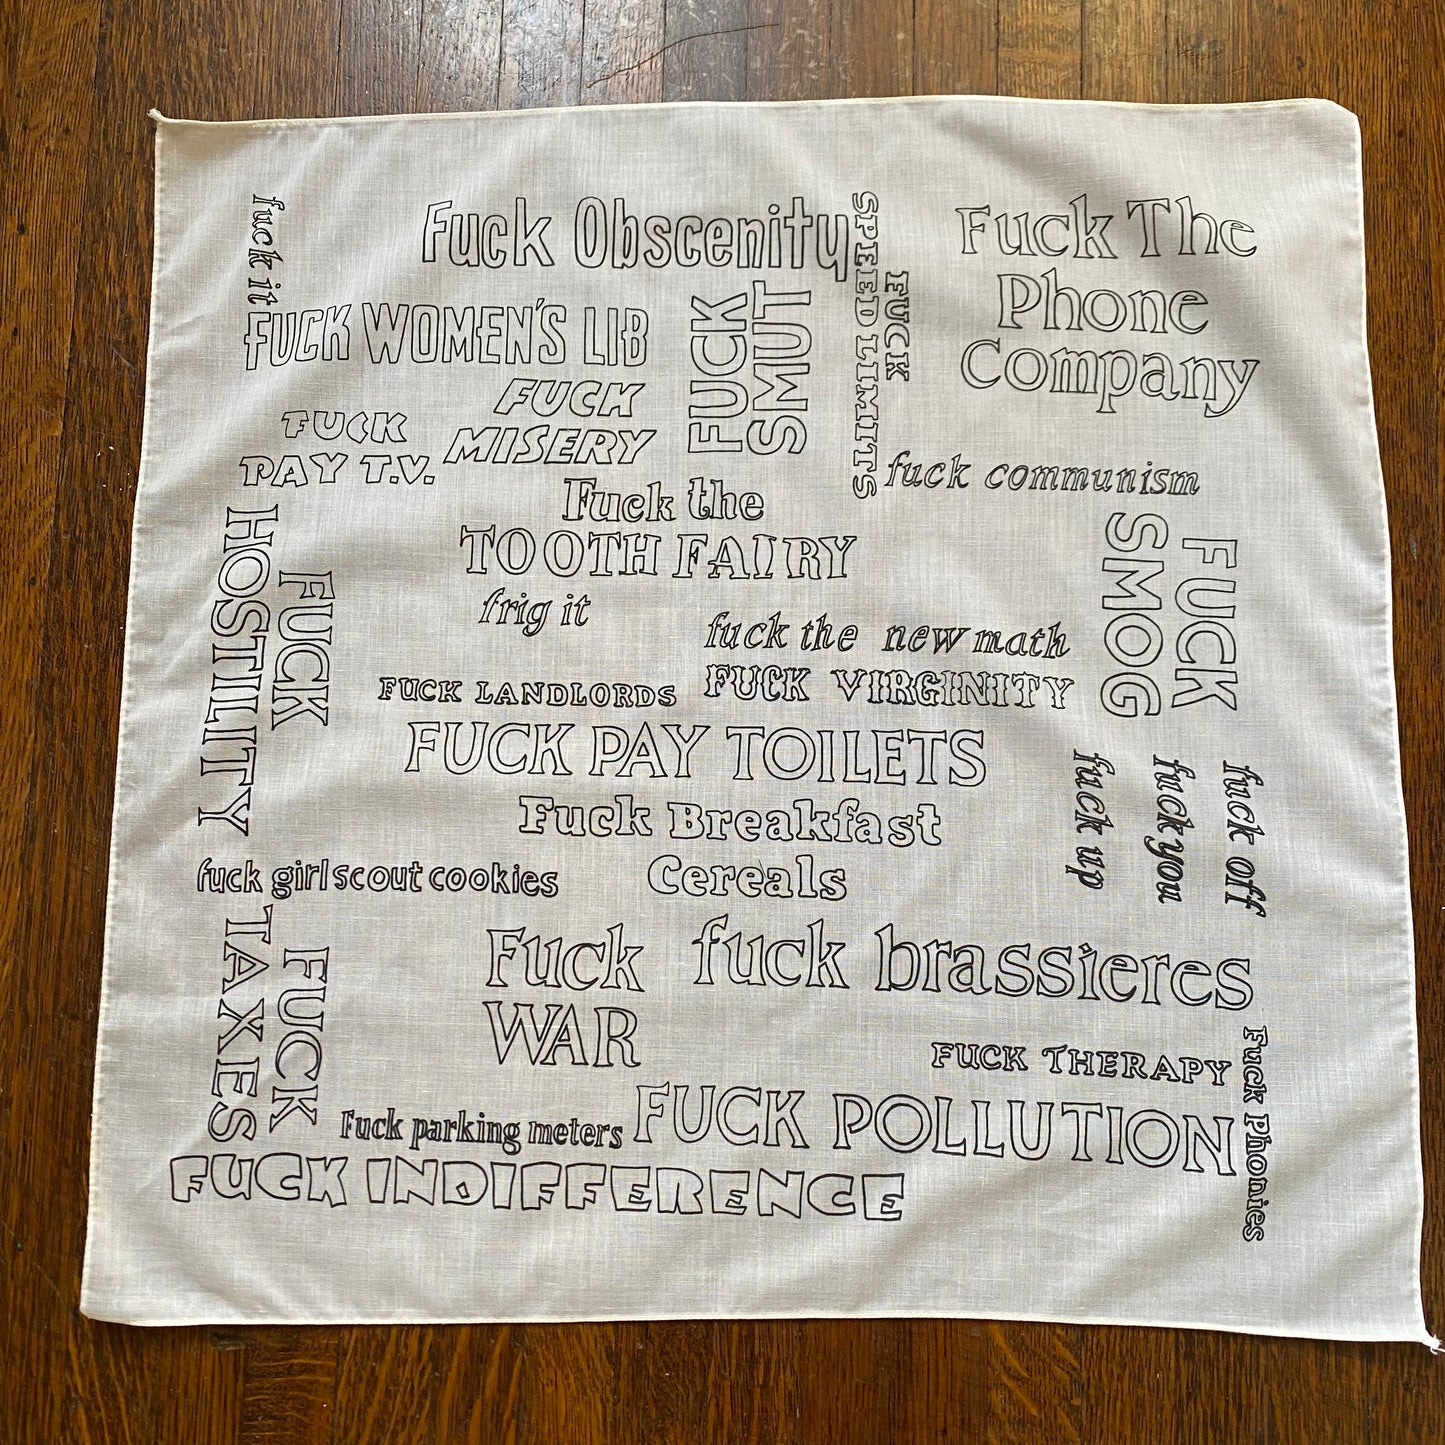 fuck it
Fuck Obscenity
FUCK WOMEN'S LIB
FUCK
SMUT
FUCK
SPEED LIMITS
Fuck The
Phone
Company
FUCK
MISERY
FUCK
PAY T.V.
fuck communism
Fuck the
TOOTH FAIRY
frig it
FUCK
HOSTILITY
fuck the new math
FUCK VIRGINITY
FUCK
SMOG
FUCK LANDLORDS
FUCK PAY TOILETS
Fuck Breakfast
Cereals
fuck off
fuck you
fuck up
fuck girl scout cookies
FUCK
TAXES
Fuck
WAR
fuck brassieres
FUCK THERAPY
Fuck Phonies
Fuck parking meters
FUCK POLLUTION
FUCK INDIFFERENCE